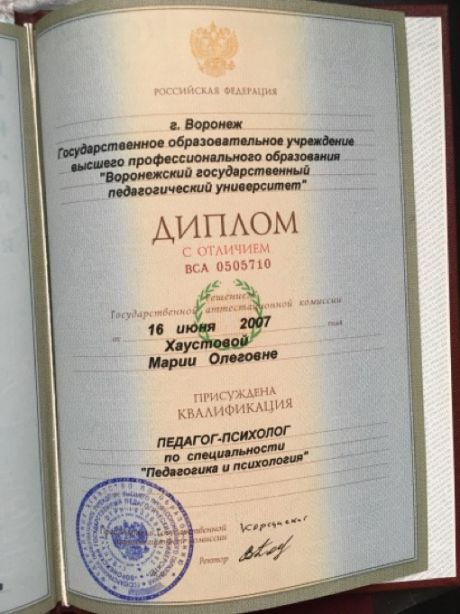 РОССИЙСКАЯ ФЕДЕРАЦИЯ
г. Воронеж
Государственное образовательное учреждение
высшего профессионального образования
"Воронежский государственный
педагогический университет"
ДИПЛОМ
С ОТЛИЧИЕМ
ВСА 0505710
Решением
Государственной аттестационной комиссии
от 16 июня 2007 года
Хаустовой
Марии Олеговне
ПРИСУЖДЕНА
КВАЛИФИКАЦИЯ
ПЕДАГОГ-ПСИХОЛОГ
по специальности
"Педагогика и психология"
Государственной
комиссии
Ректор